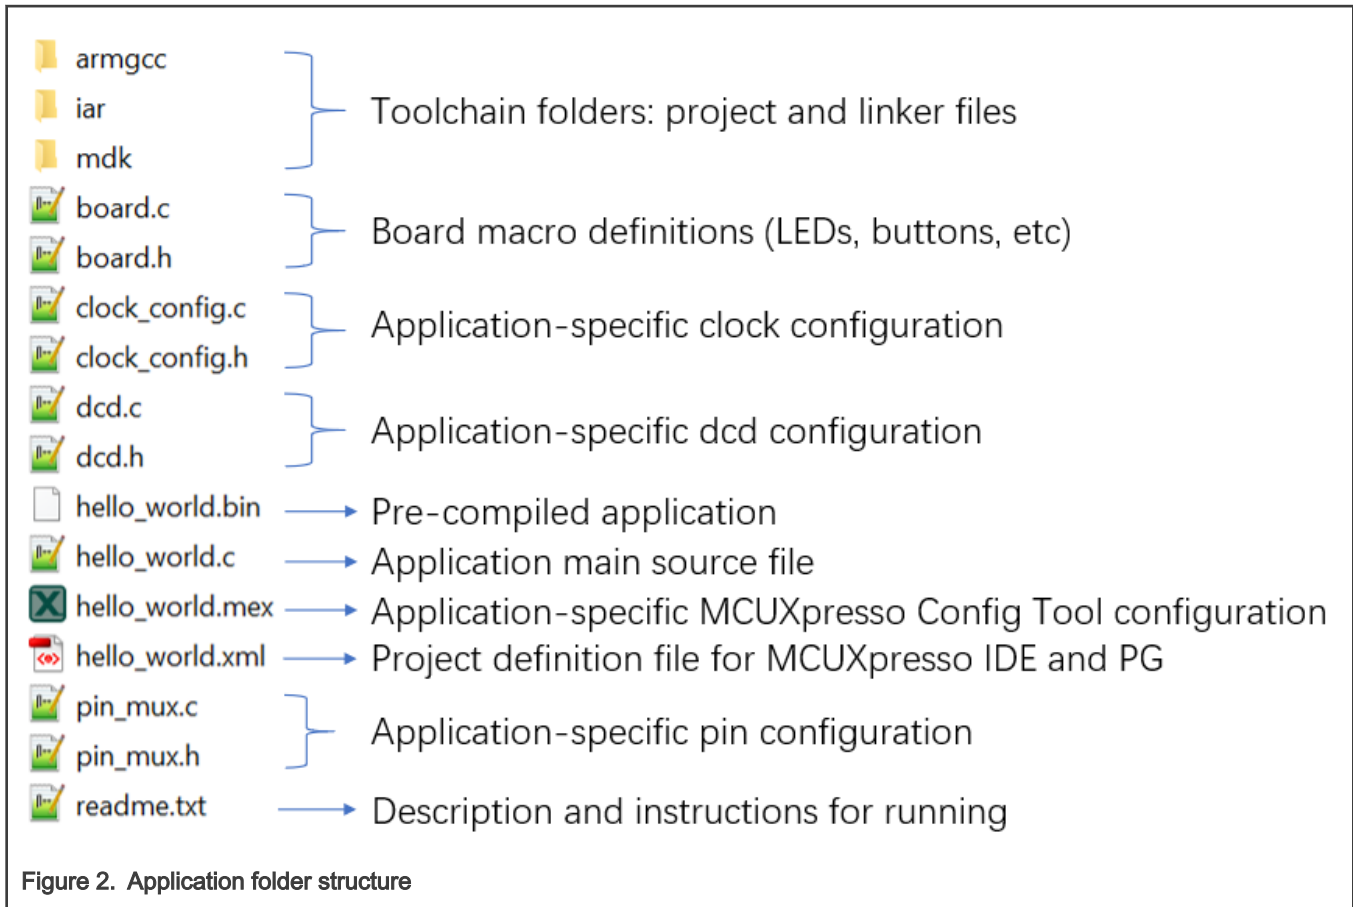 armgcc
iar
mdk
Toolchain folders: project and linker files
board.c
board.h
Board macro definitions (LEDs, buttons, etc)
clock_config.c
clock_config.h
Application-specific clock configuration
dcd.c
dcd.h
Application-specific dcd configuration
hello_world.bin Pre-compiled application
hello_world.c Application main source file
hello_world.mex Application-specific MCUXpresso Config Tool configuration
hello_world.xml Project definition file for MCUXpresso IDE and PG
pin_mux.c
pin_mux.h
Application-specific pin configuration
readme.txt Description and instructions for running
Figure 2. Application folder structure